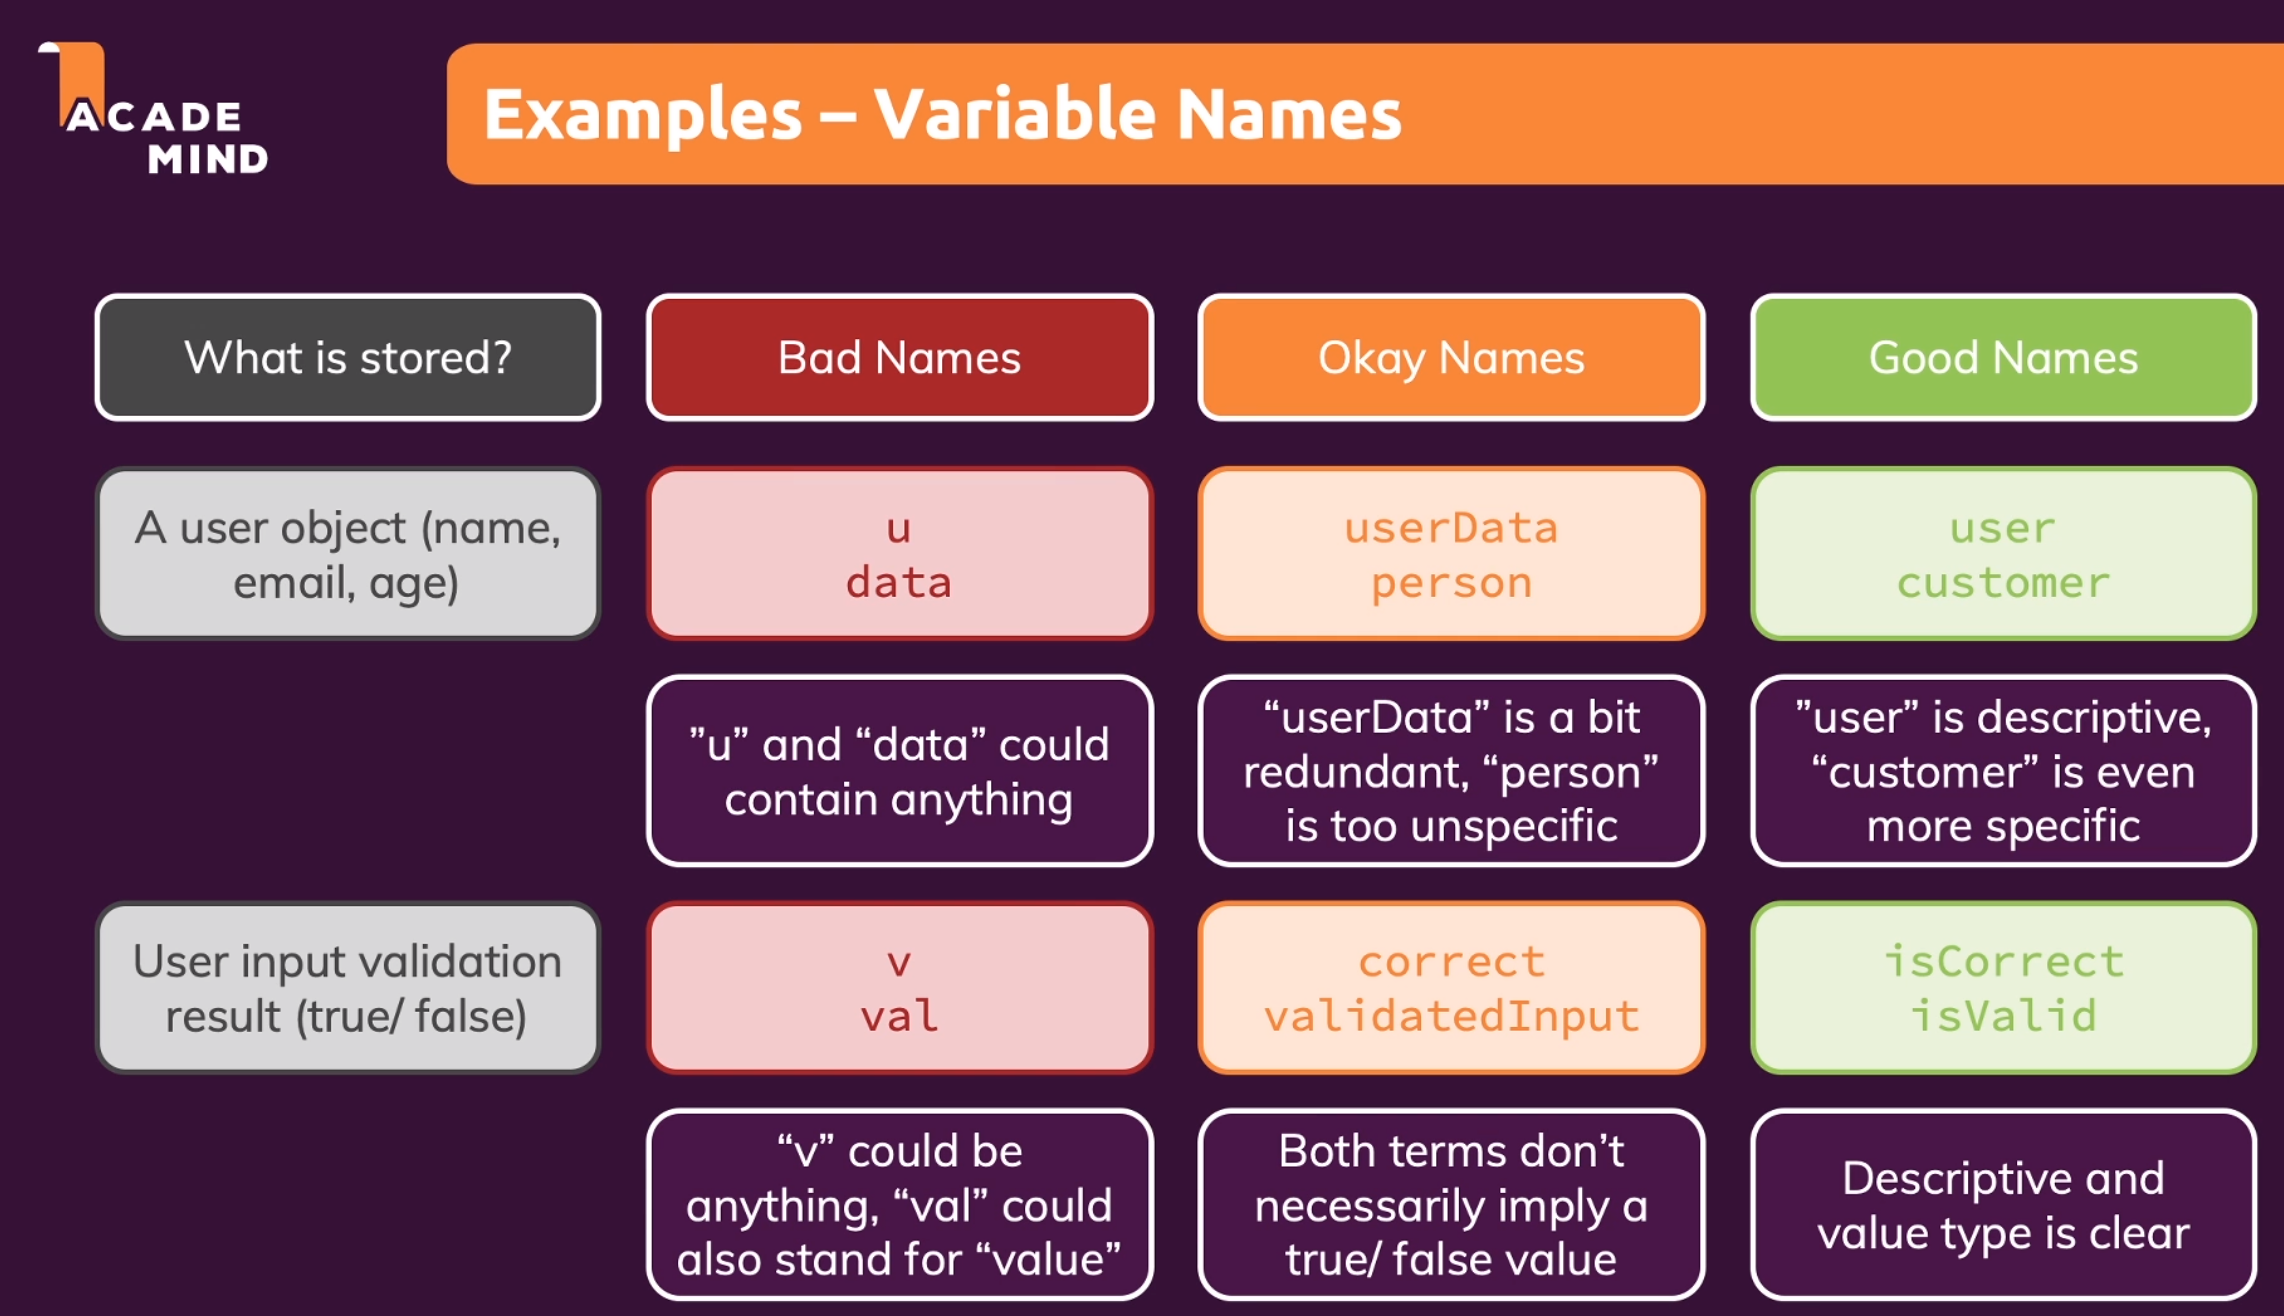 ACADE
MIND
Examples – Variable Names
What is stored?
Bad Names
Okay Names
Good Names
A user object (name,
email, age)
u
data
userData
person
user
customer
”u” and “data” could
contain anything
“userData” is a bit
redundant, “person”
is too unspecific
”user” is descriptive,
“customer” is even
more specific
User input validation
result (true/ false)
v
val
correct
validatedInput
isCorrect
isValid
“v” could be
anything, “val” could
also stand for “value”
Both terms don’t
necessarily imply a
true/ false value
Descriptive and
value type is clear